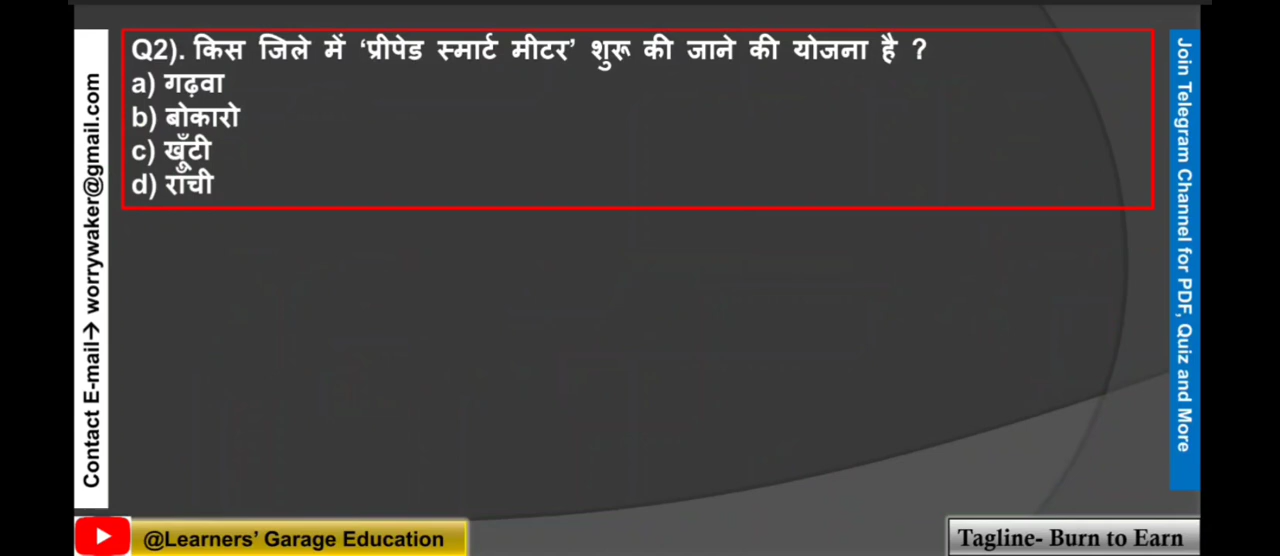 Q2). किस जिले में ‘प्रीपेड स्मार्ट मीटर’ शुरू की जाने की योजना है ?
a) गढ़वा
b) बोकारो
c) खूँटी
d) राँची
Contact E-mail→ worrywaker@gmail.com
Join Telegram Channel for PDF, Quiz and More
@Learners’ Garage Education
Tagline- Burn to Earn